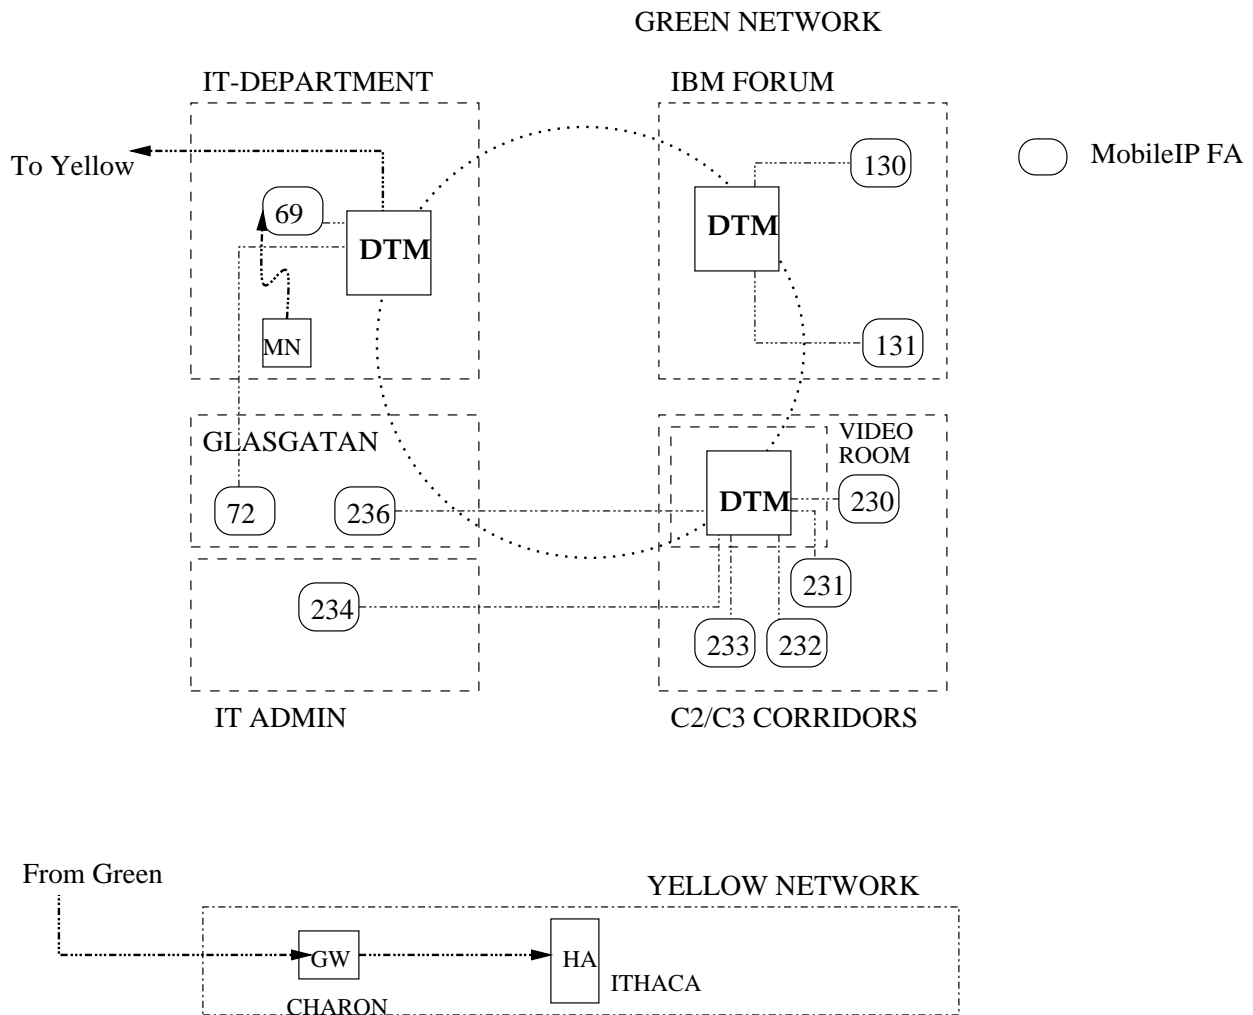 GREEN NETWORK
IT-DEPARTMENT
IBM FORUM
To Yellow
MobileIP FA
130
69
DTM
DTM
MN
131
GLASGATAN
VIDEO
ROOM
72
236
DTM
230
231
234
233
232
IT ADMIN
C2/C3 CORRIDORS
From Green
YELLOW NETWORK
GW
HA
ITHACA
CHARON